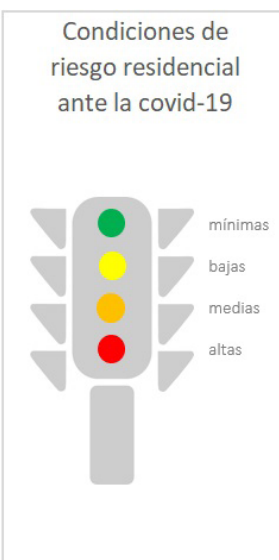 Condiciones de
riesgo residencial
ante la covid-19
mínimas
bajas
medias
altas